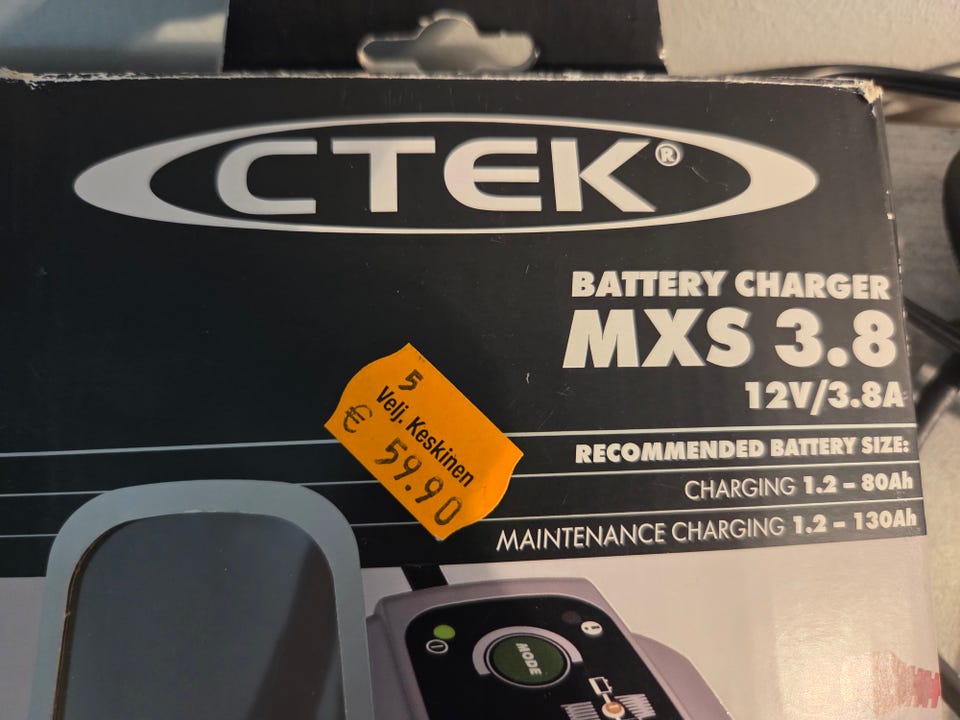 CTEK®
BATTERY CHARGER
MXS 3.8
12V/3.8A
5
Velj. Keskinen
€ 59.90
RECOMMENDED BATTERY SIZE:
CHARGING 1.2 – 80Ah
MAINTENANCE CHARGING 1.2 – 130Ah
MODE